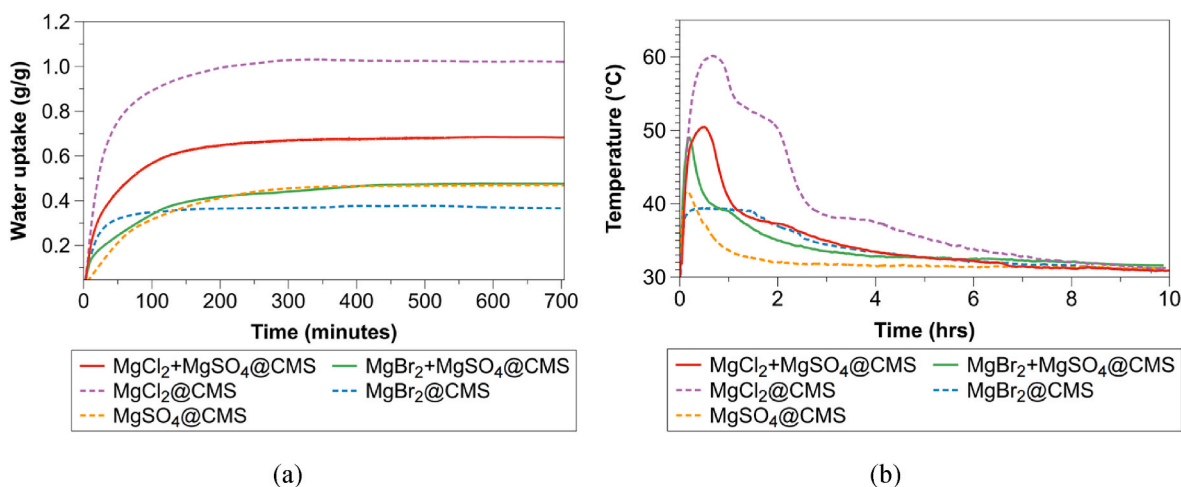 1.2
1.0
0.8
0.6
0.4
0.2
Water uptake (g/g)
0 100 200 300 400 500 600 700
Time (minutes)
MgCl₂+MgSO₄@CMS MgBr₂+MgSO₄@CMS
MgCl₂@CMS MgBr₂@CMS
MgSO₄@CMS
(a)
60
50
40
30
Temperature (°C)
0 2 4 6 8 10
Time (hrs)
MgCl₂+MgSO₄@CMS MgBr₂+MgSO₄@CMS
MgCl₂@CMS MgBr₂@CMS
MgSO₄@CMS
(b)